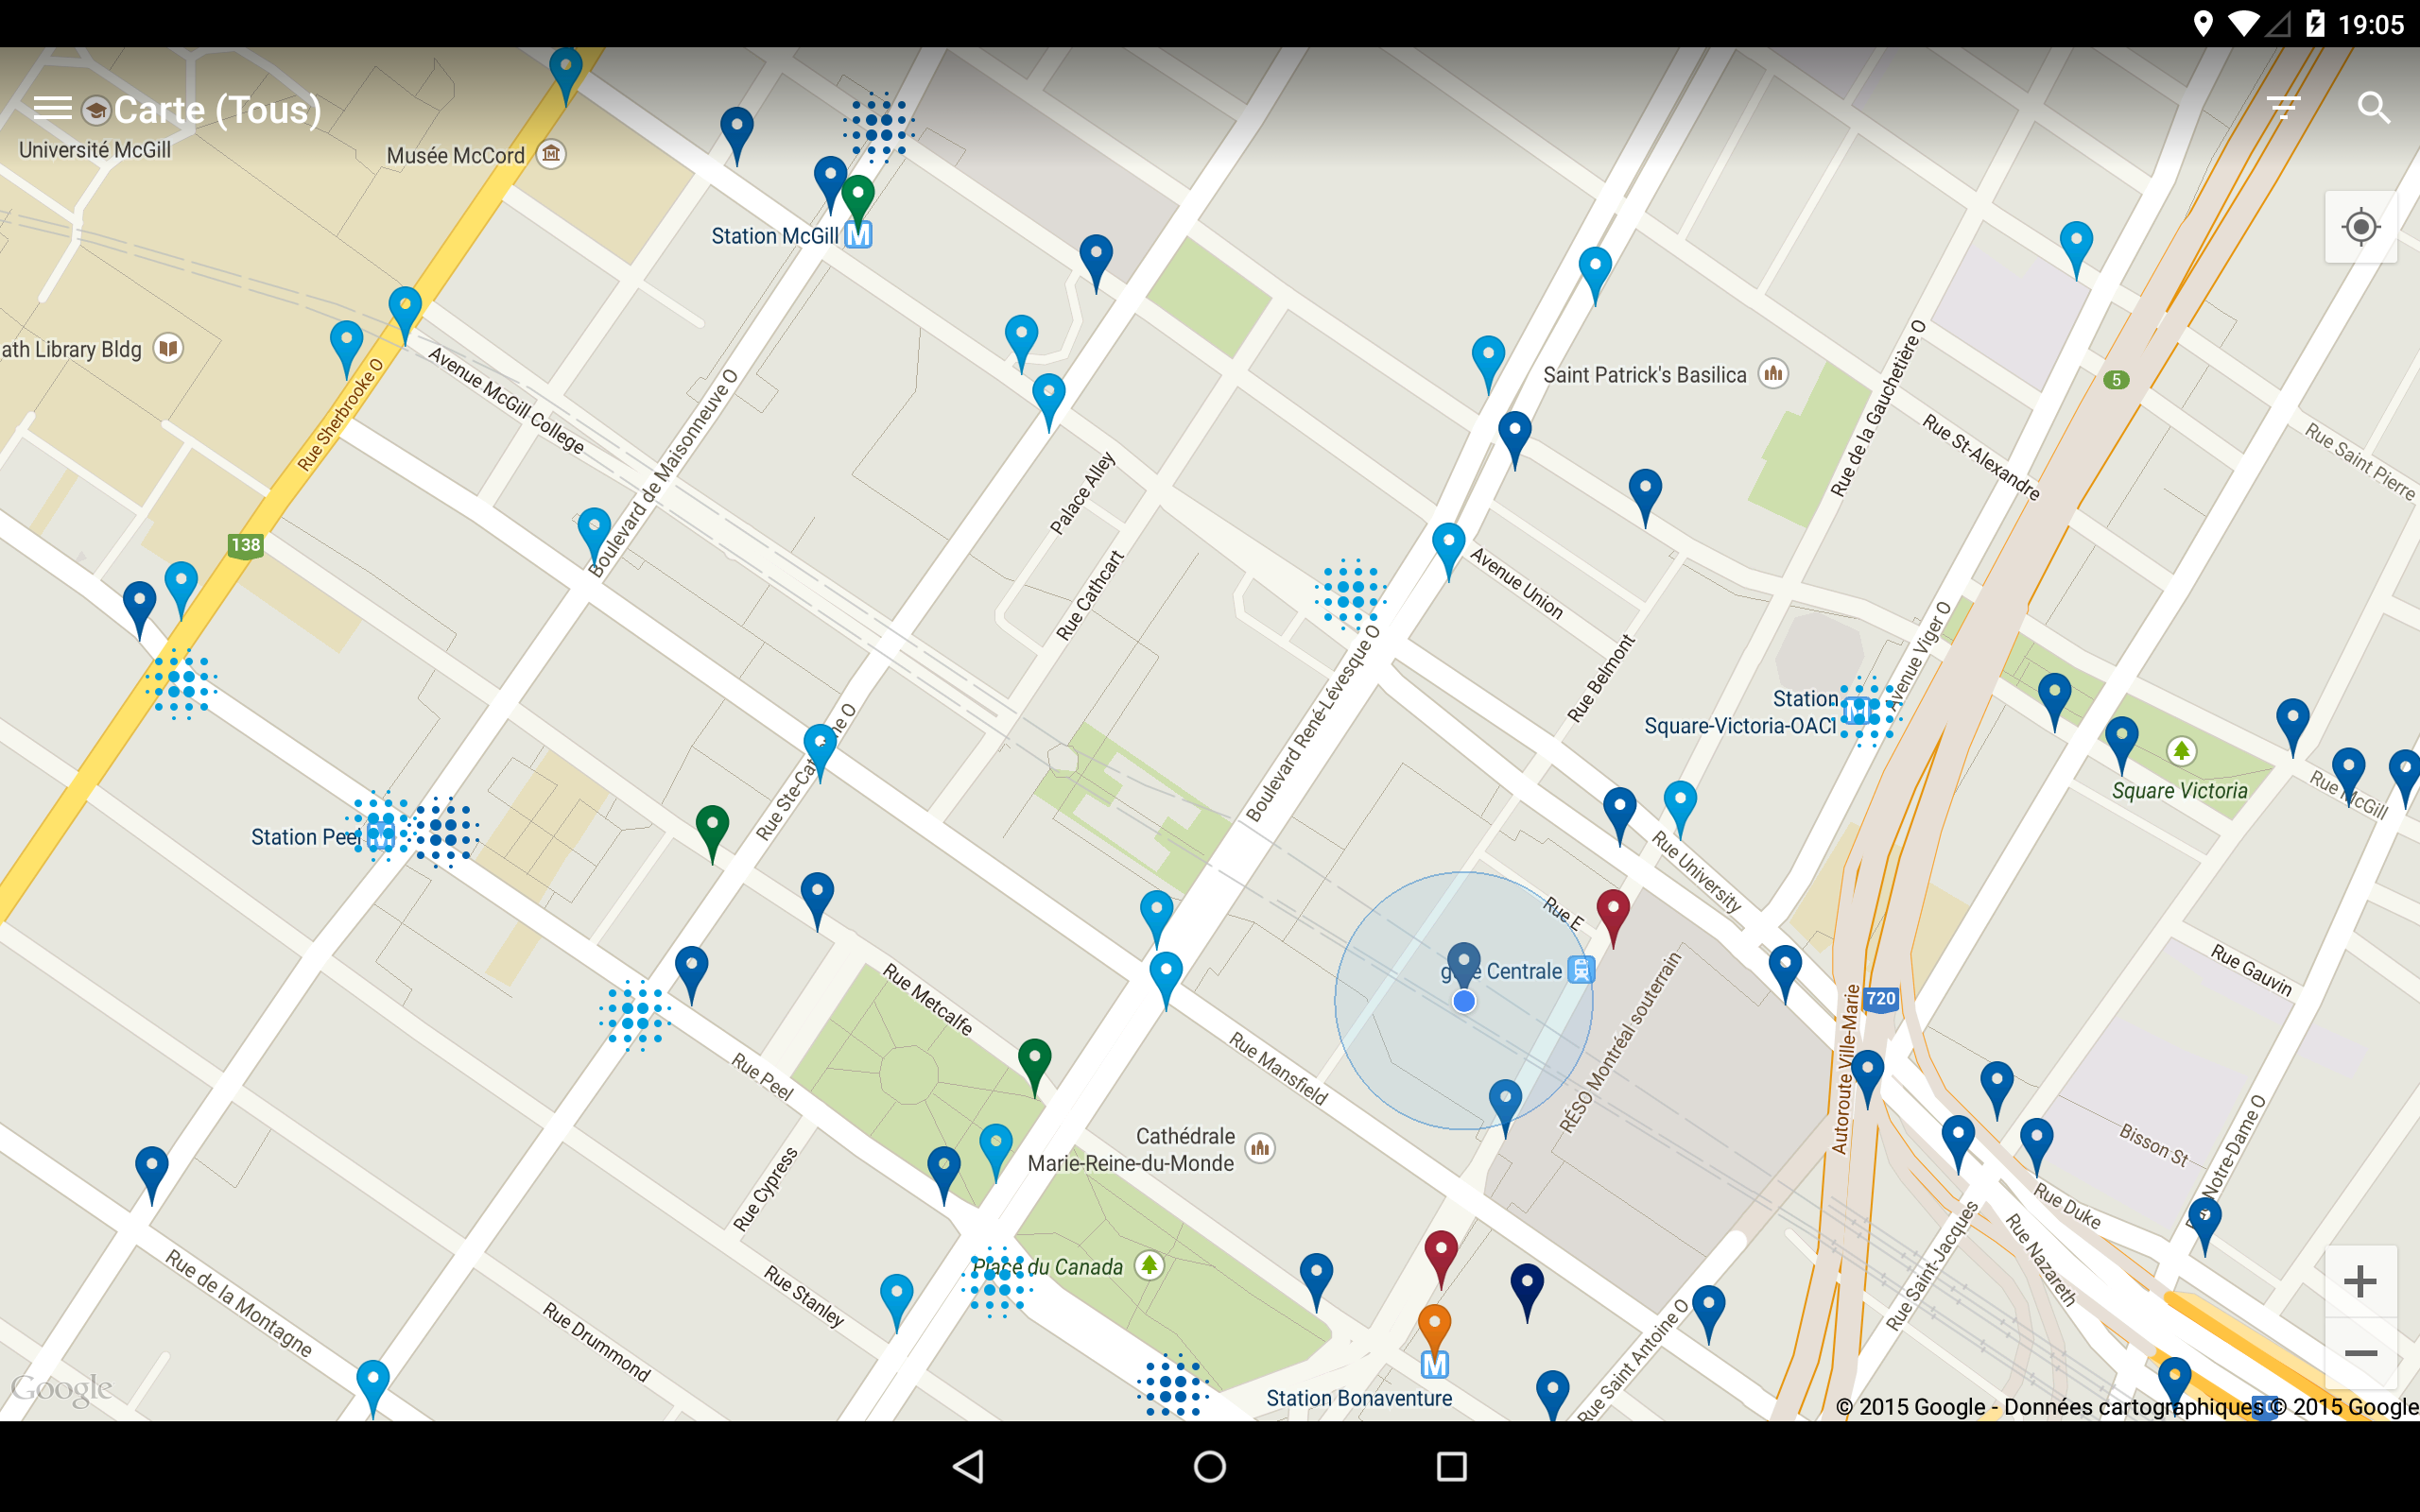 19:05
Carte (Tous)
Université McGill
Musée McCord
Station McGill
M
ath Library Bldg
Rue Sherbrooke O
Avenue McGill College
Boulevard de Maisonneuve O
Saint Patrick's Basilica
Rue de la Gauchetière O
5
Rue St-Alexandre
Rue Saint Pierre
Palace Alley
Rue Cathcart
138
Avenue Union
Rue Belmont
Boulevard René-Lévesque O
Avenue Viger O
Station
Square-Victoria-OACI
Square Victoria
Rue McGill
Station Peel
Rue University
Rue E
Centrale
RÉSO Montréal souterrain
Rue Gauvin
720
Autoroute Ville-Marie
Rue Metcalfe
Rue Peel
Rue Mansfield
Cathédrale
Marie-Reine-du-Monde
Rue Cypress
Place du Canada
Bisson St
Notre-Dame O
Rue Duke
Rue Nazareth
Rue Saint-Jacques
Rue de la Montagne
Rue Drummond
Rue Stanley
M
Station Bonaventure
Rue Saint Antoine O
Google
© 2015 Google - Données cartographiques © 2015 Google